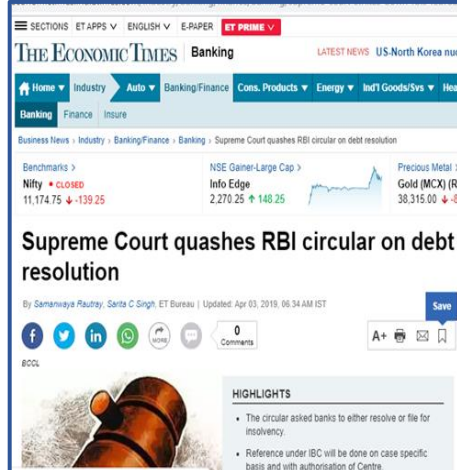 SECTIONS ET APPS ENGLISH E-PAPER ET PRIME
THE ECONOMIC TIMES Banking LATEST NEWS US-North Korea nuc
Home Industry Auto Banking/Finance Cons. Products Energy Ind'l Goods/Svs Hea
Banking Finance Insure
Business News › Industry › Banking/Finance › Banking › Supreme Court quashes RBI circular on debt resolution
Benchmarks > NSE Gainer-Large Cap > Precious Metal
Nifty • CLOSED Info Edge Gold (MCX) (R
11,174.75 -139.25 2,270.25 148.25 38,315.00
Supreme Court quashes RBI circular on debt
resolution
By Samanwaya Rautray, Sarita C Singh, ET Bureau | Updated: Apr 03, 2019, 06.34 AM IST
Save
MORE 0 A+
Comments
BCCL
HIGHLIGHTS
• The circular asked banks to either resolve or file for
insolvency.
• Reference under IBC will be done on case specific
basis and with authorisation of Centre.